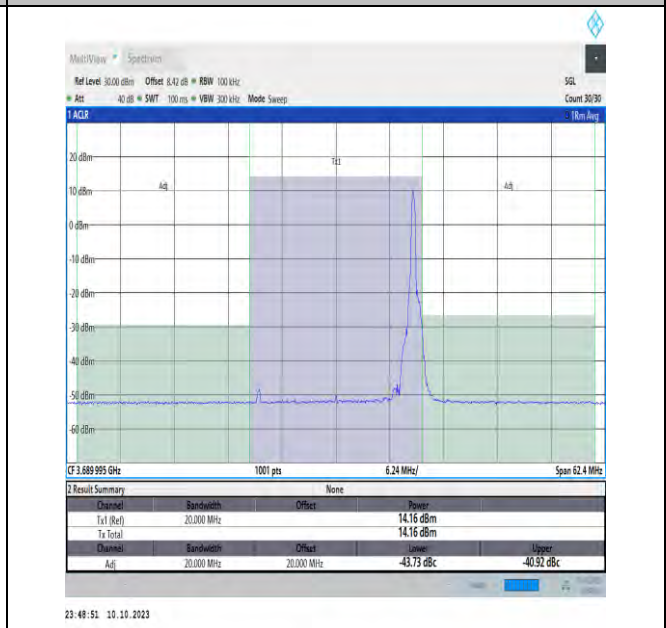 MultiView Spectrum
Ref Level 30.00 dBm Offset 8.42 dB RBW 100 kHz SGL
Att 40 dB SWT 100 ms VBW 300 kHz Mode Sweep Count 30/30
1 ACLR 1Rm Avg
20 dBm
Tx1
Adj Adj
10 dBm
0 dBm
-10 dBm
-20 dBm
-30 dBm
-40 dBm
-50 dBm
-60 dBm
CF 3.689 995 GHz 1001 pts 6.24 MHz/ Span 62.4 MHz
2 Result Summary None
Channel Bandwidth Offset Power
Tx1 (Ref) 20.000 MHz 14.16 dBm
Tx Total 14.16 dBm
Channel Bandwidth Offset Lower Upper
Adj 20.000 MHz 20.000 MHz -43.73 dBc -40.92 dBc
23:48:51 10.10.2023